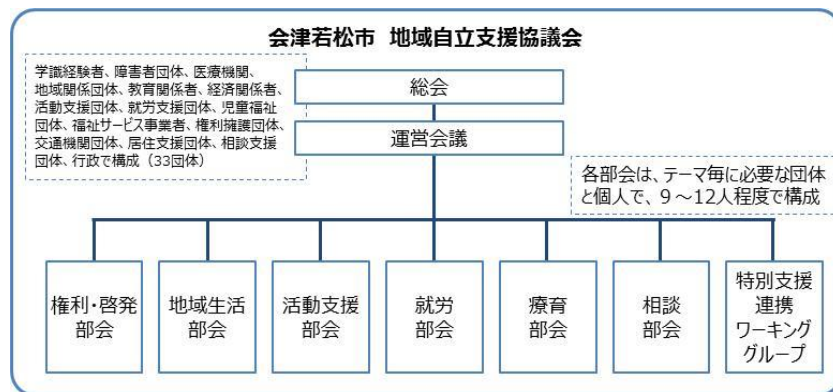 会津若松市 地域自立支援協議会
学識経験者、障害者団体、医療機関、
地域関係団体、教育関係者、経済関係者、
活動支援団体、就労支援団体、児童福祉
団体、福祉サービス事業者、権利擁護団体、
交通機関団体、居住支援団体、相談支援
団体、行政で構成（33団体）
総会
運営会議
各部会は、テーマ毎に必要な団体
と個人で、９～12人程度で構成
権利・啓発
部会
地域生活
部会
活動支援
部会
就労
部会
療育
部会
相談
部会
特別支援
連携
ワーキング
グループ